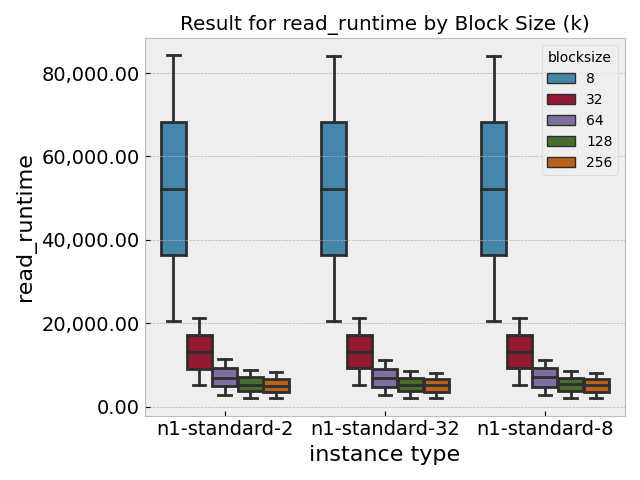 Result for read_runtime by Block Size (k)
blocksize
8
32
64
128
256
80,000.00
60,000.00
40,000.00
20,000.00
0.00
read_runtime
n1-standard-2 n1-standard-32 n1-standard-8
instance type